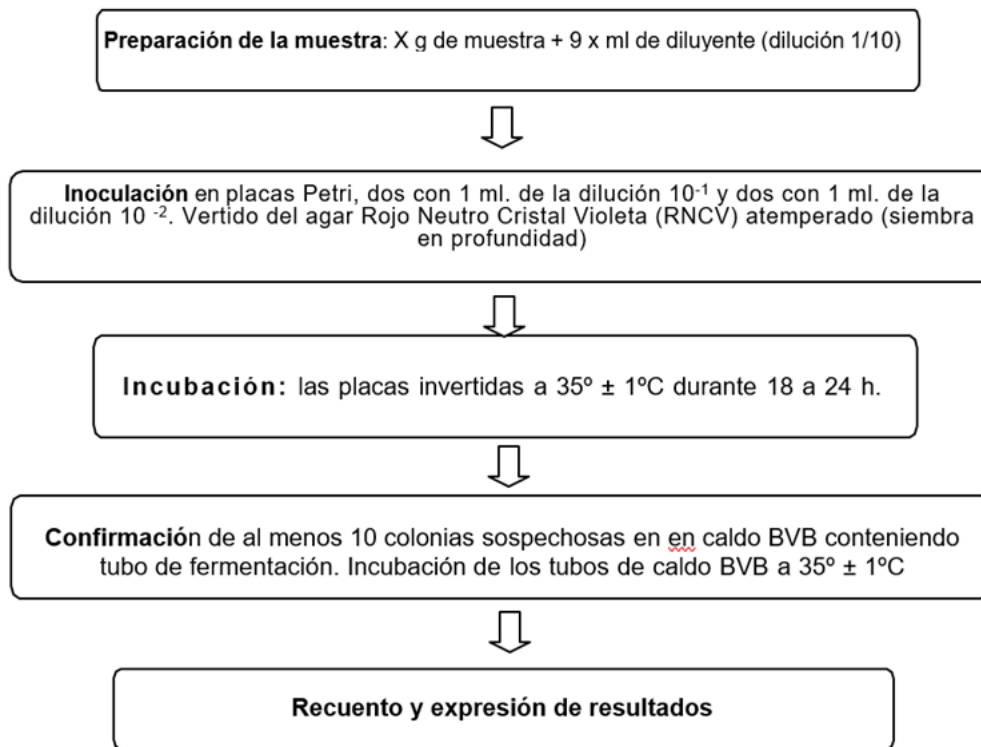 Preparación de la muestra: X g de muestra + 9 x ml de diluyente (dilución 1/10)
Inoculación en placas Petri, dos con 1 ml. de la dilución 10⁻¹ y dos con 1 ml. de la
dilución 10 ⁻². Vertido del agar Rojo Neutro Cristal Violeta (RNCV) atemperado (siembra
en profundidad)
Incubación: las placas invertidas a 35º ± 1ºC durante 18 a 24 h.
Confirmación de al menos 10 colonias sospechosas en en caldo BVB conteniendo
tubo de fermentación. Incubación de los tubos de caldo BVB a 35º ± 1ºC
Recuento y expresión de resultados